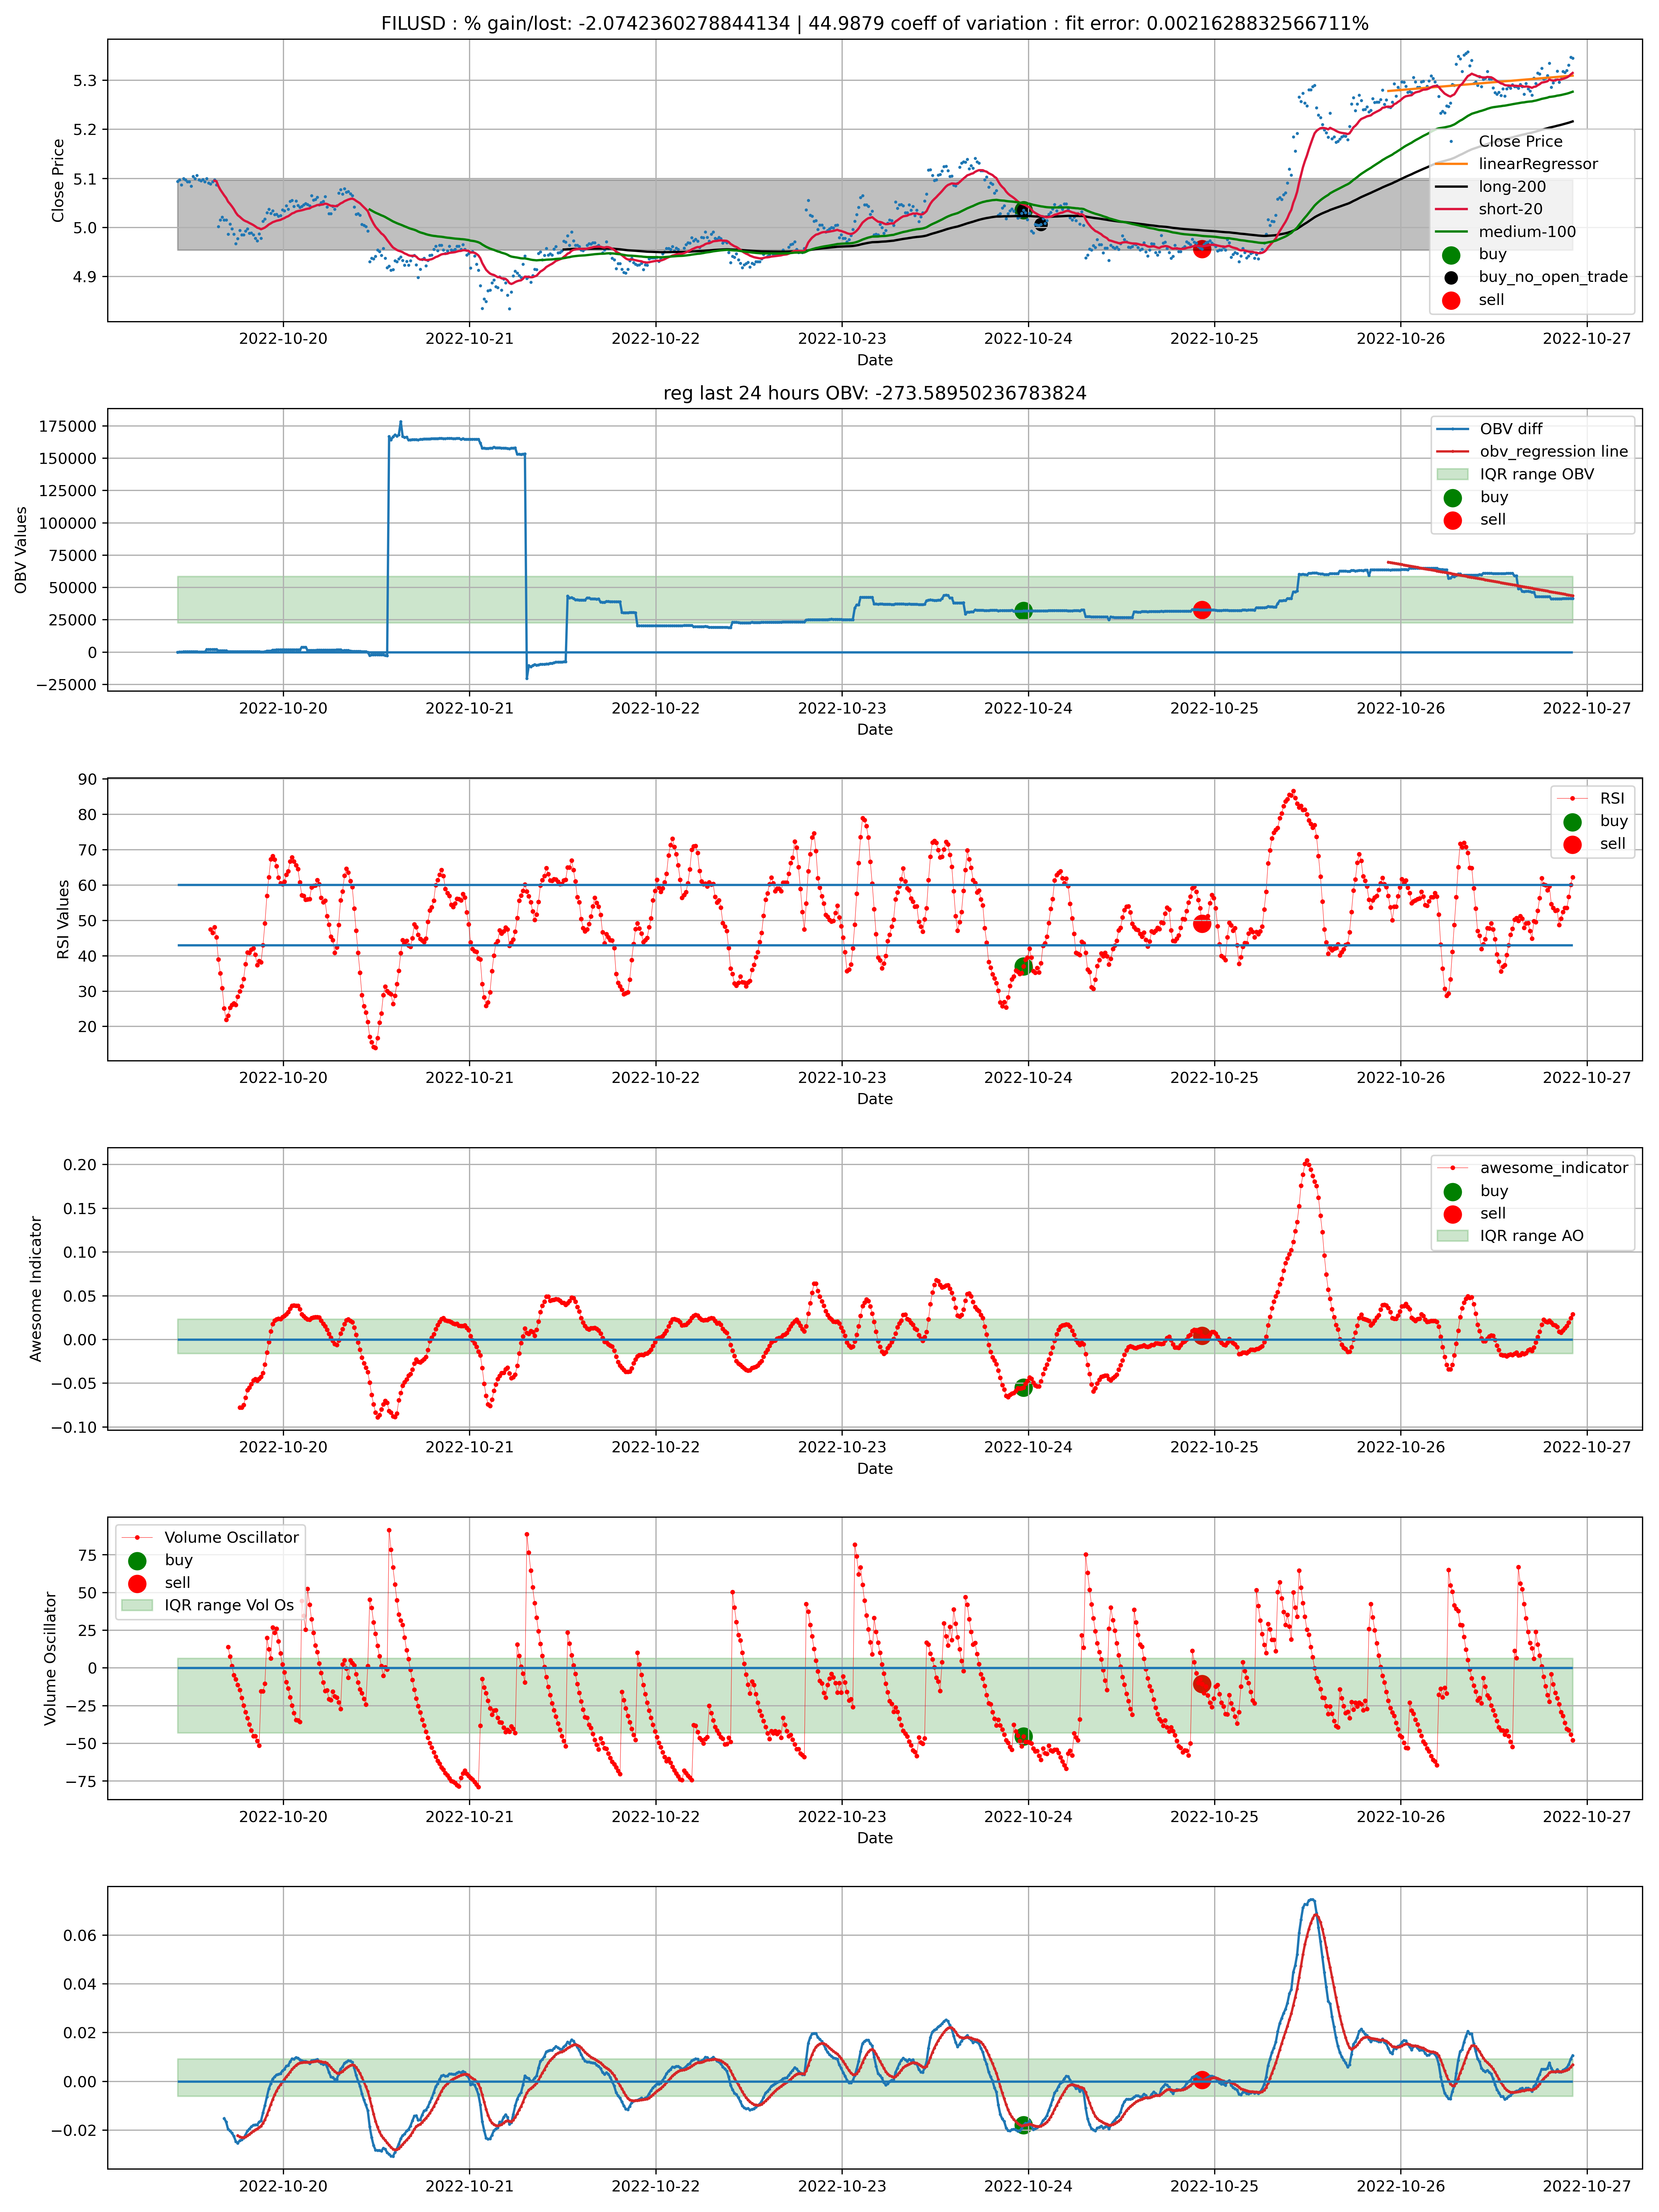 FILUSD : % gain/lost: -2.0742360278844134 | 44.9879 coeff of variation : fit error: 0.0021628832566711%
Close Price
5.3
5.2
5.1
5.0
4.9
Close Price
linearRegressor
long-200
short-20
medium-100
buy
buy_no_open_trade
sell
2022-10-20 2022-10-21 2022-10-22 2022-10-23 2022-10-24 2022-10-25 2022-10-26 2022-10-27
Date
reg last 24 hours OBV: -273.58950236783824
OBV Values
175000
150000
125000
100000
75000
50000
25000
0
−25000
OBV diff
obv_regression line
IQR range OBV
buy
sell
2022-10-20 2022-10-21 2022-10-22 2022-10-23 2022-10-24 2022-10-25 2022-10-26 2022-10-27
Date
RSI Values
90
80
70
60
50
40
30
20
RSI
buy
sell
2022-10-20 2022-10-21 2022-10-22 2022-10-23 2022-10-24 2022-10-25 2022-10-26 2022-10-27
Date
Awesome Indicator
0.20
0.15
0.10
0.05
0.00
−0.05
−0.10
awesome_indicator
buy
sell
IQR range AO
2022-10-20 2022-10-21 2022-10-22 2022-10-23 2022-10-24 2022-10-25 2022-10-26 2022-10-27
Date
Volume Oscillator
75
50
25
0
−25
−50
−75
Volume Oscillator
buy
sell
IQR range Vol Os
2022-10-20 2022-10-21 2022-10-22 2022-10-23 2022-10-24 2022-10-25 2022-10-26 2022-10-27
Date
0.06
0.04
0.02
0.00
−0.02
2022-10-20 2022-10-21 2022-10-22 2022-10-23 2022-10-24 2022-10-25 2022-10-26 2022-10-27